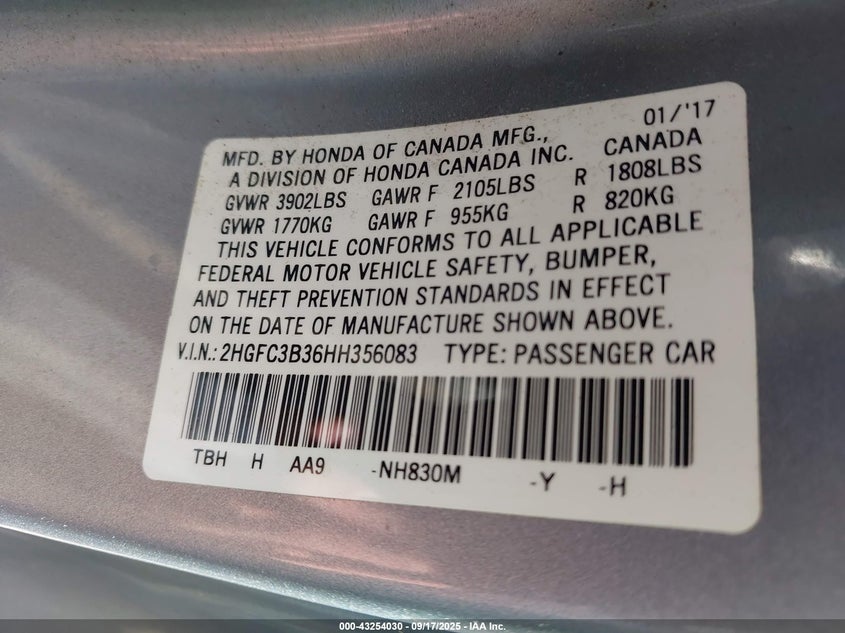 01/'17
MFD. BY HONDA OF CANADA MFG.,
A DIVISION OF HONDA CANADA INC. CANADA
GVWR 3902LBS GAWR F 2105LBS R 1808LBS
GVWR 1770KG GAWR F 955KG R 820KG
THIS VEHICLE CONFORMS TO ALL APPLICABLE
FEDERAL MOTOR VEHICLE SAFETY, BUMPER,
AND THEFT PREVENTION STANDARDS IN EFFECT
ON THE DATE OF MANUFACTURE SHOWN ABOVE.
V.I.N.: 2HGFC3B36HH356083 TYPE: PASSENGER CAR
TBH H AA9 -NH830M -Y -H
000-43254030 - 09/17/2025 - IAA Inc.